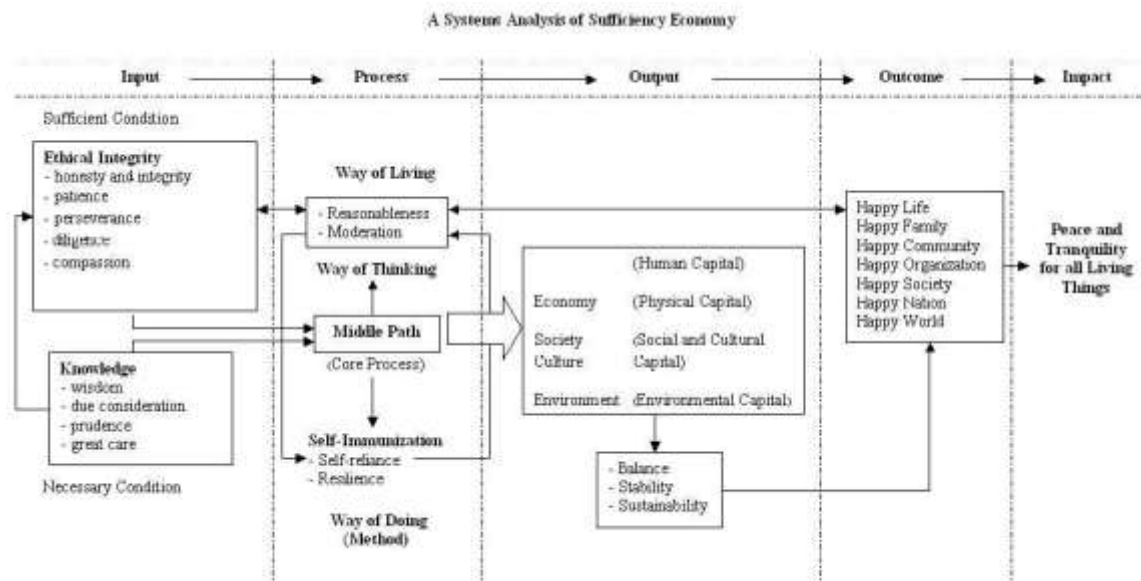 A Systems Analysis of Sufficiency Economy
Input
Process
Output
Outcome
Impact
Sufficient Condition
Ethical Integrity
- honesty and integrity
- patience
- perseverance
- diligence
- compassion
Knowledge
- wisdom
- due consideration
- prudence
- great care
Necessary Condition
Way of Living
- Reasonableness
- Moderation
Way of Thinking
Middle Path
(Core Process)
Self-Immunization
- Self-reliance
- Resilience
Way of Doing
(Method)
(Human Capital)
Economy (Physical Capital)
Society (Social and Cultural
Culture Capital)
Environment (Environmental Capital)
- Balance
- Stability
- Sustainability
Happy Life
Happy Family
Happy Community
Happy Organization
Happy Society
Happy Nation
Happy World
Peace and
Tranquility
for all Living
Things